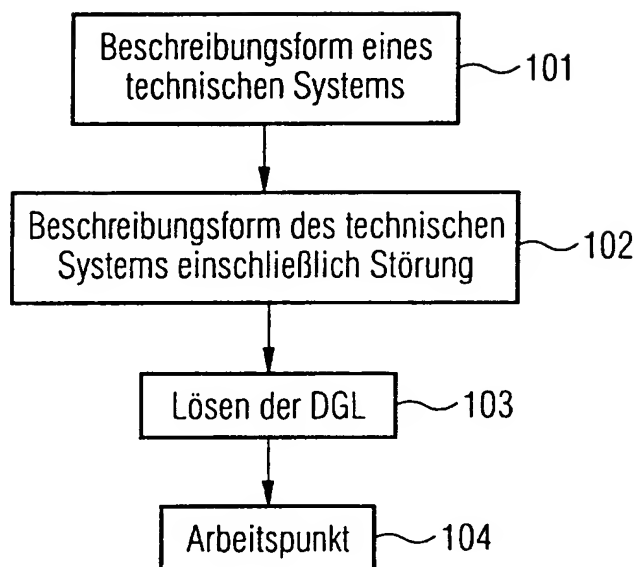 Beschreibungsform eines
technischen Systems
101
Beschreibungsform des technischen
Systems einschließlich Störung
102
Lösen der DGL
103
Arbeitspunkt
104